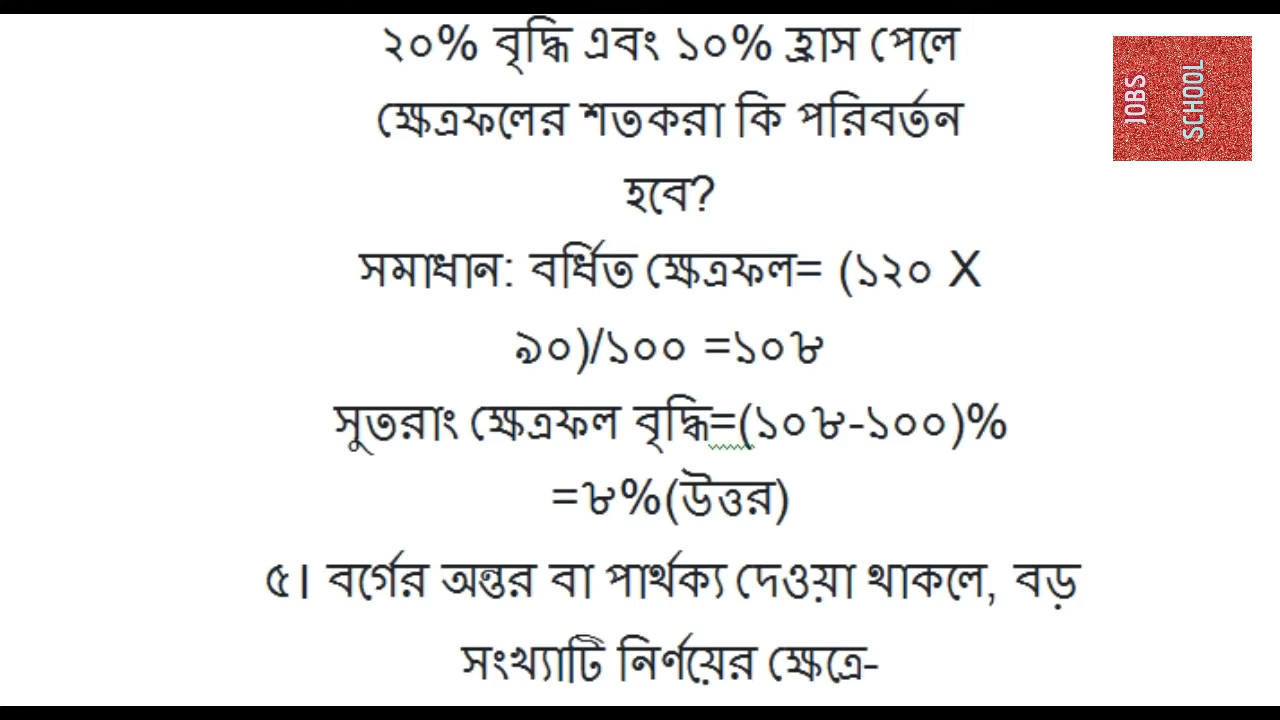 ২০% বৃদ্ধি এবং ১০% হ্রাস পেলে
ক্ষেত্রফলের শতকরা কি পরিবর্তন
হবে?
সমাধান: বর্ধিত ক্ষেত্রফল= (১২০ X
৯০)/১০০ =১০৮
সুতরাং ক্ষেত্রফল বৃদ্ধি=(১০৮-১০০)%
=৮%(উত্তর)
৫। বর্গের অন্তর বা পার্থক্য দেওয়া থাকলে, বড়
সংখ্যাটি নির্ণয়ের ক্ষেত্রে-
JOBS
SCHOOL